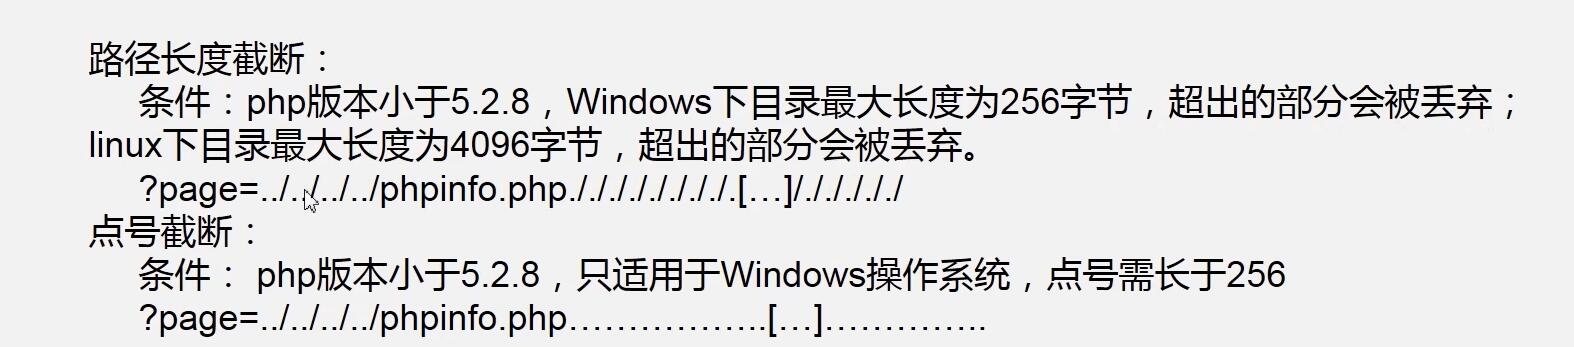 路径长度截断：
条件：php版本小于5.2.8，Windows下目录最大长度为256字节，超出的部分会被丢弃；
linux下目录最大长度为4096字节，超出的部分会被丢弃。
?page=../../../../phpinfo.php././././././././././.[…]/./././././
点号截断：
条件： php版本小于5.2.8，只适用于Windows操作系统，点号需长于256
?page=../../../../phpinfo.php……………..[…]…………..